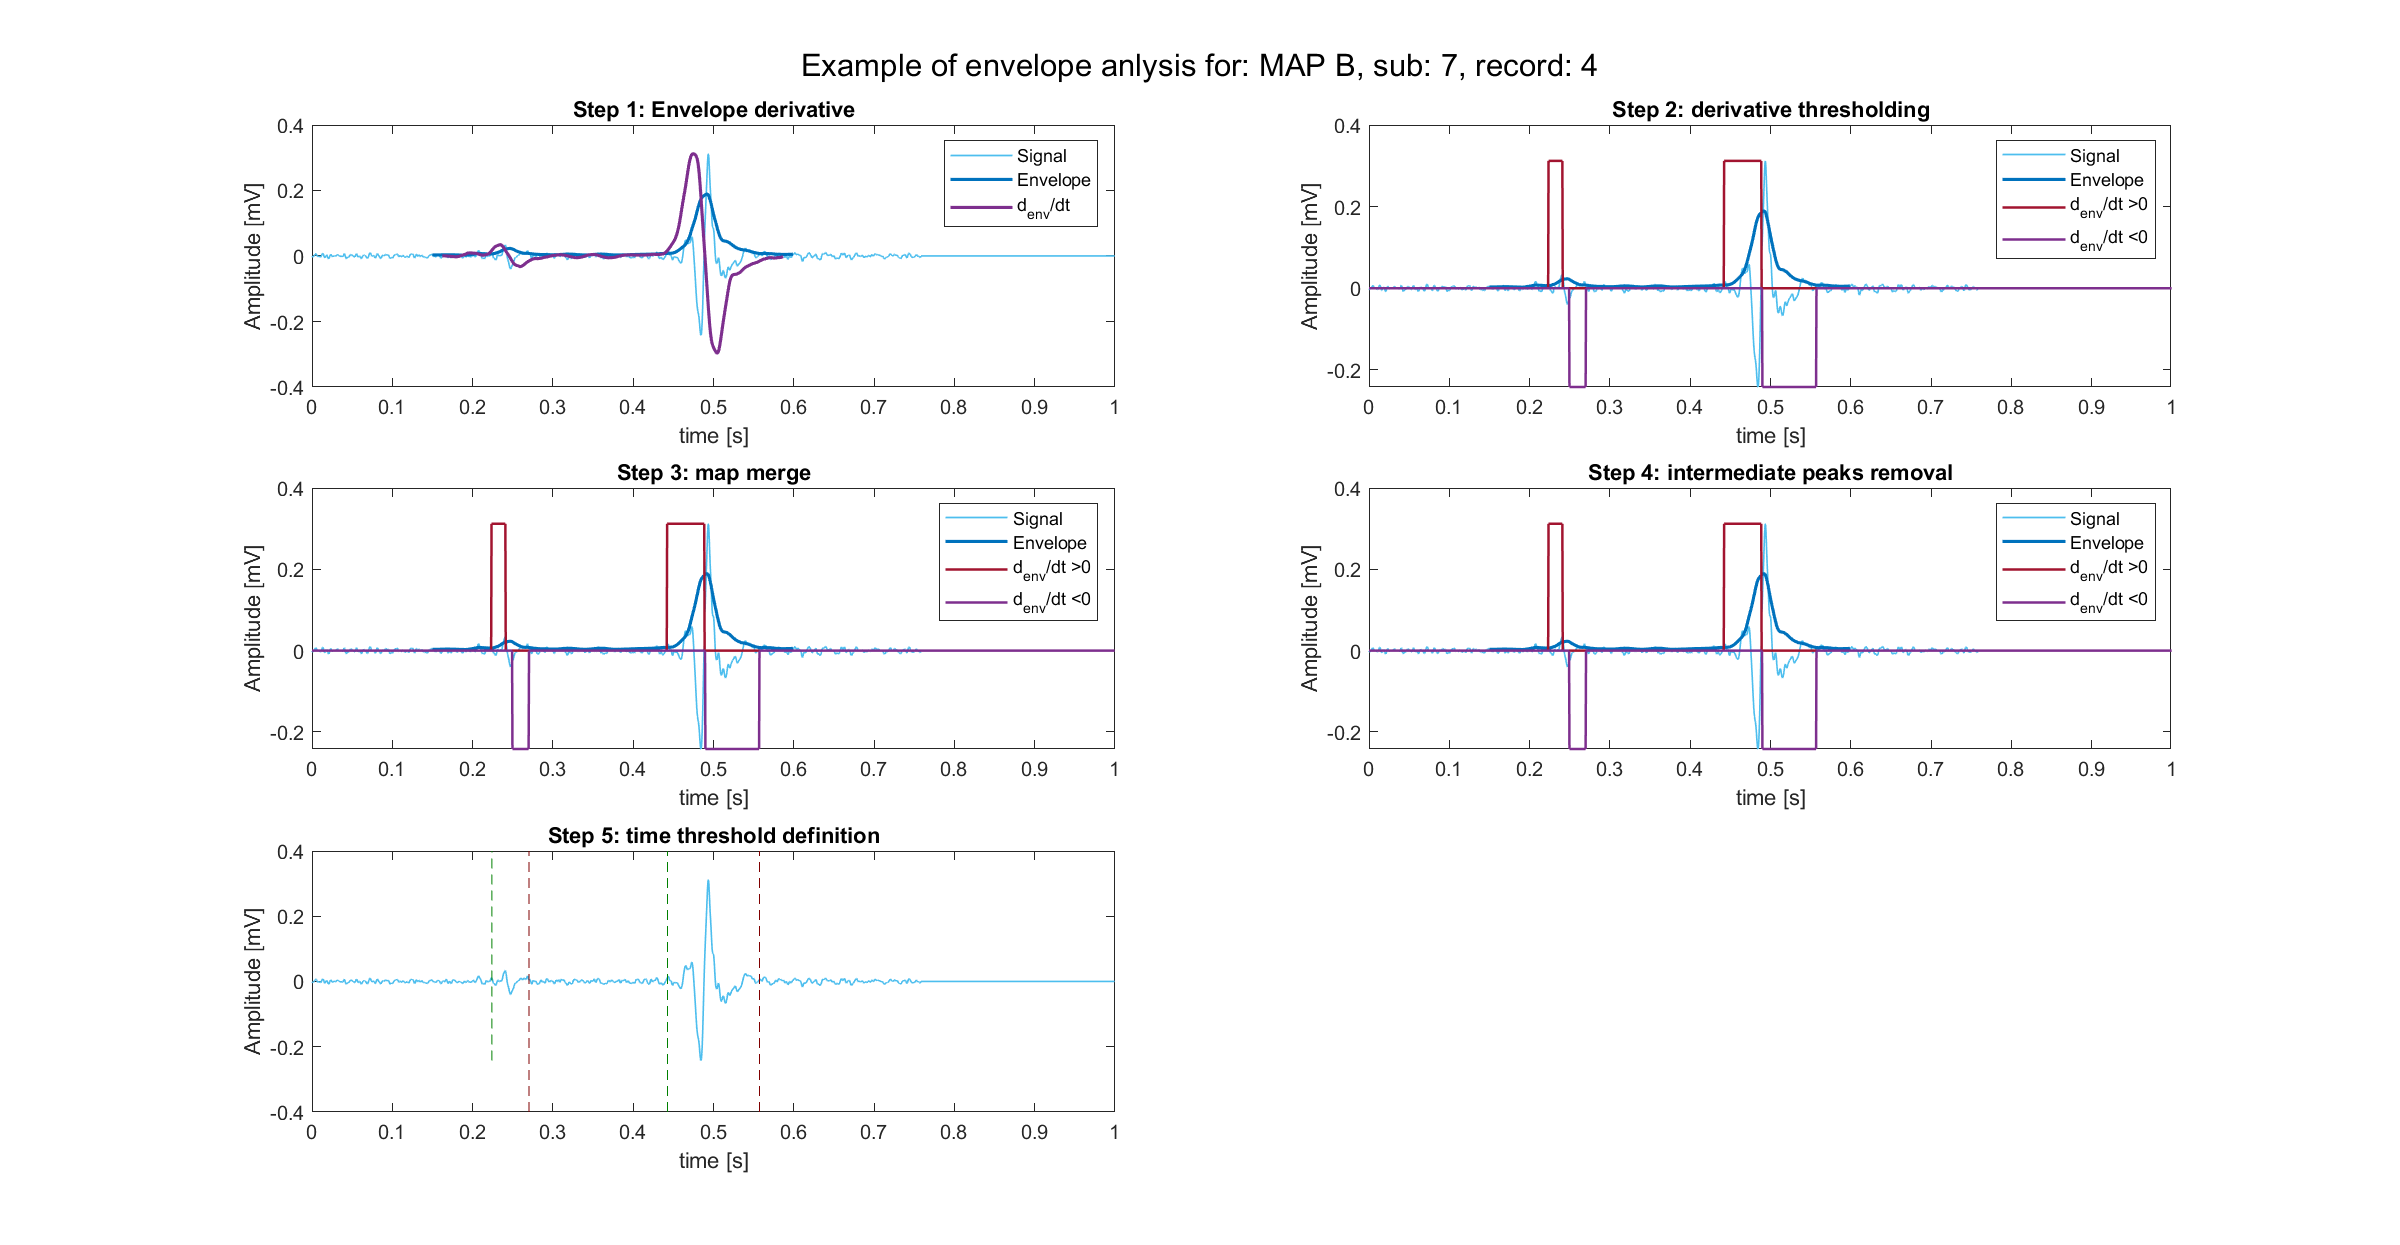 Example of envelope anlysis for: MAP B, sub: 7, record: 4
Step 1: Envelope derivative
0.4
0.2
0
-0.2
-0.4
Amplitude [mV]
0 0.1 0.2 0.3 0.4 0.5 0.6 0.7 0.8 0.9 1
time [s]
Signal
Envelope
d_env/dt
Step 2: derivative thresholding
0.4
0.2
0
-0.2
Amplitude [mV]
0 0.1 0.2 0.3 0.4 0.5 0.6 0.7 0.8 0.9 1
time [s]
Signal
Envelope
d_env/dt >0
d_env/dt <0
Step 3: map merge
0.4
0.2
0
-0.2
Amplitude [mV]
0 0.1 0.2 0.3 0.4 0.5 0.6 0.7 0.8 0.9 1
time [s]
Signal
Envelope
d_env/dt >0
d_env/dt <0
Step 4: intermediate peaks removal
0.4
0.2
0
-0.2
Amplitude [mV]
0 0.1 0.2 0.3 0.4 0.5 0.6 0.7 0.8 0.9 1
time [s]
Signal
Envelope
d_env/dt >0
d_env/dt <0
Step 5: time threshold definition
0.4
0.2
0
-0.2
-0.4
Amplitude [mV]
0 0.1 0.2 0.3 0.4 0.5 0.6 0.7 0.8 0.9 1
time [s]